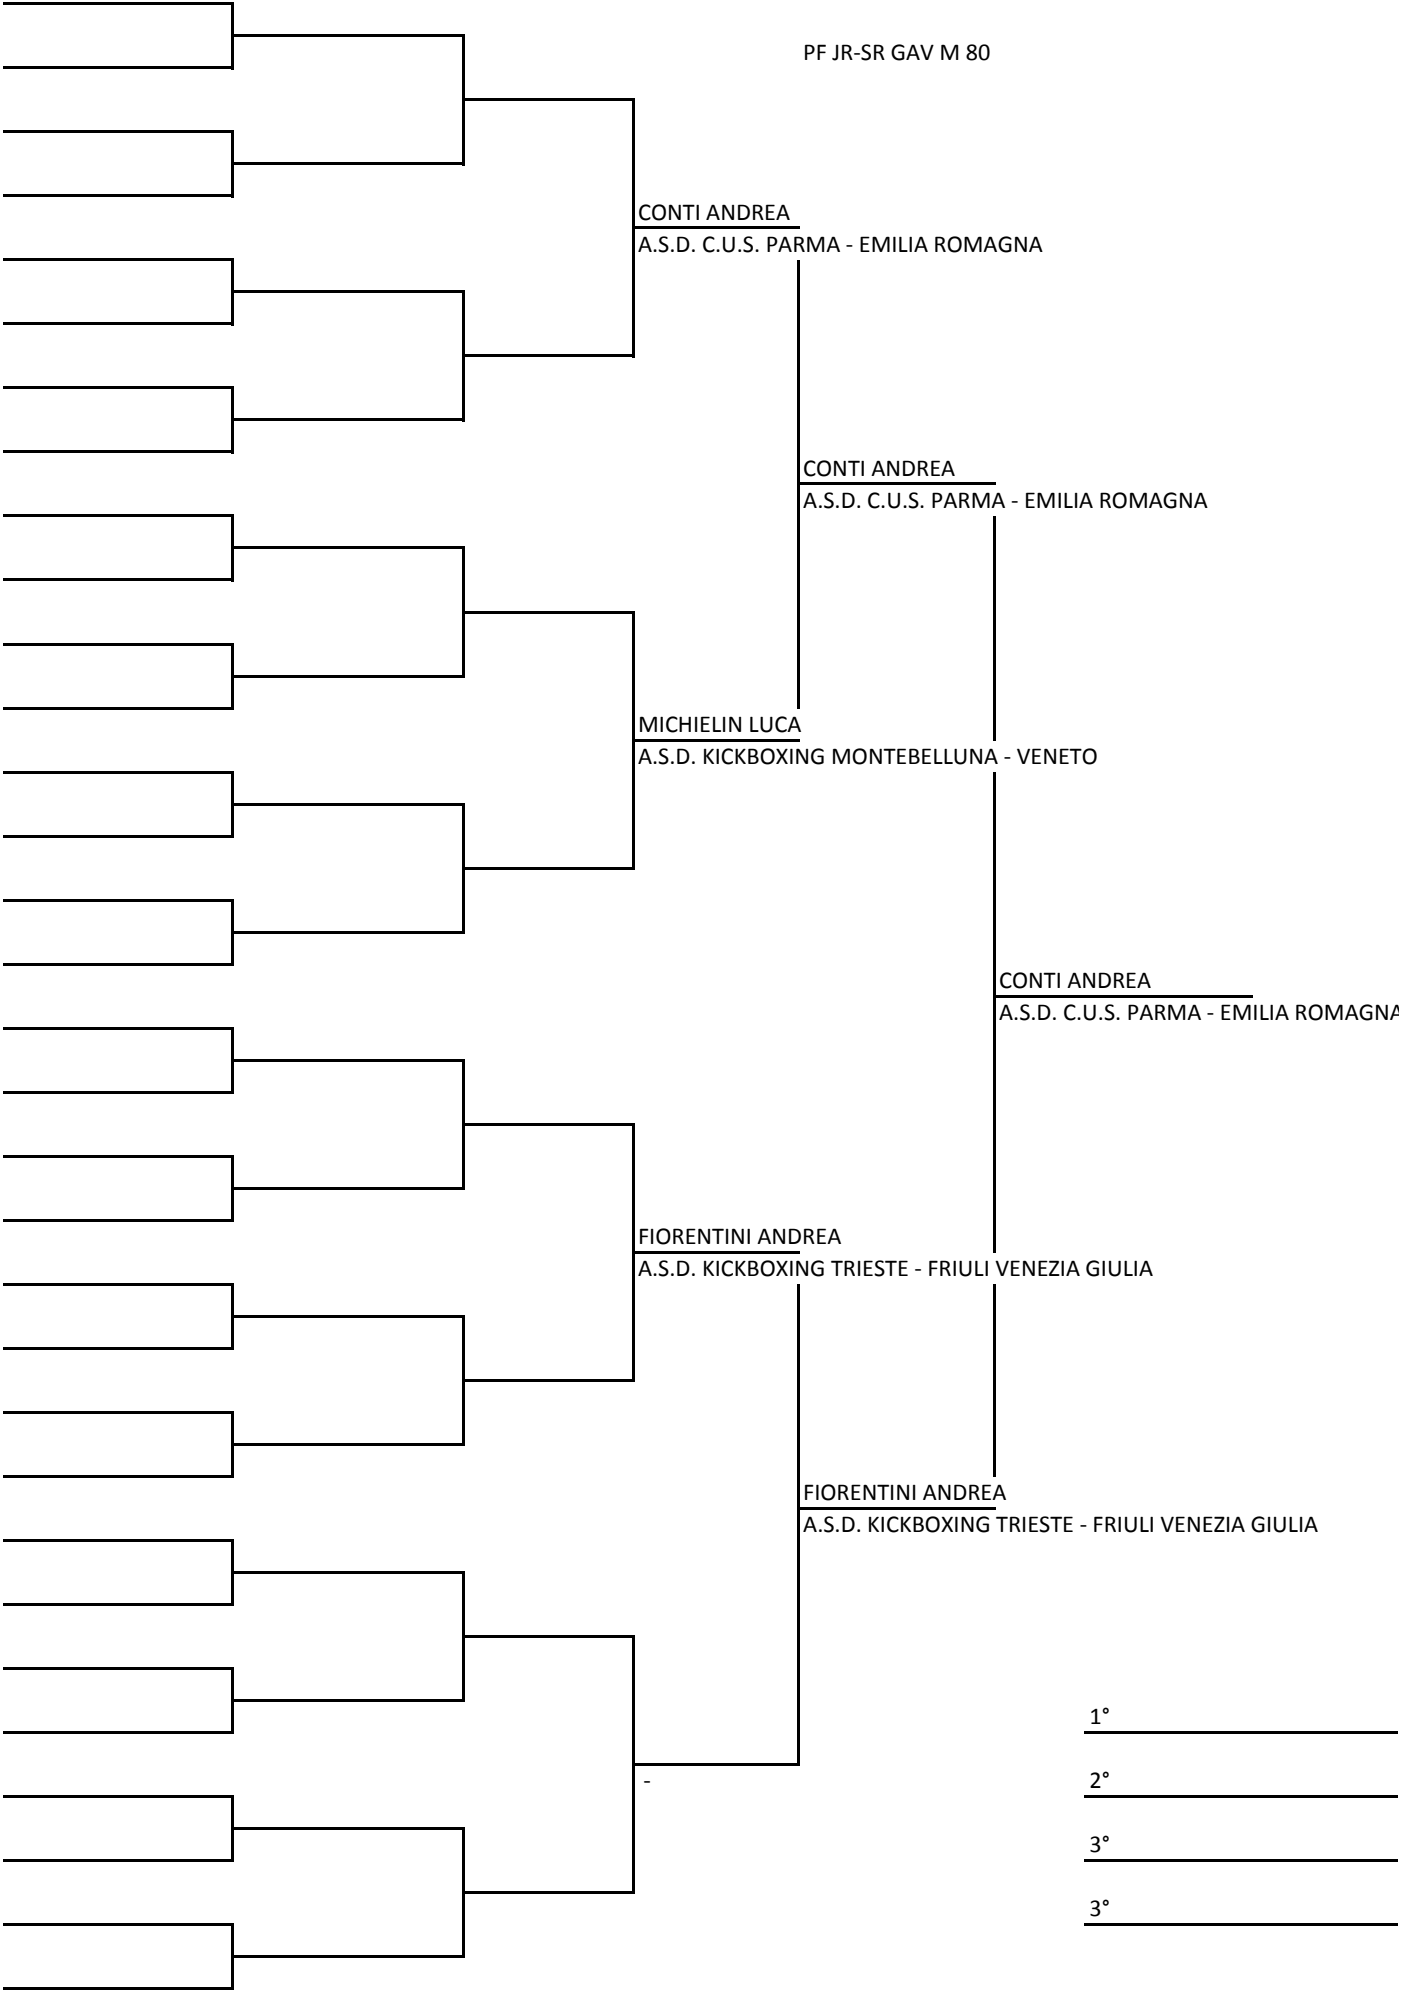 PF JR-SR GAV M 80
CONTI ANDREA
A.S.D. C.U.S. PARMA - EMILIA ROMAGNA
CONTI ANDREA
A.S.D. C.U.S. PARMA - EMILIA ROMAGNA
MICHIELIN LUCA
A.S.D. KICKBOXING MONTEBELLUNA - VENETO
CONTI ANDREA
A.S.D. C.U.S. PARMA - EMILIA ROMAGNA
FIORENTINI ANDREA
A.S.D. KICKBOXING TRIESTE - FRIULI VENEZIA GIULIA
FIORENTINI ANDREA
A.S.D. KICKBOXING TRIESTE - FRIULI VENEZIA GIULIA
1°
-
2°
3°
3°